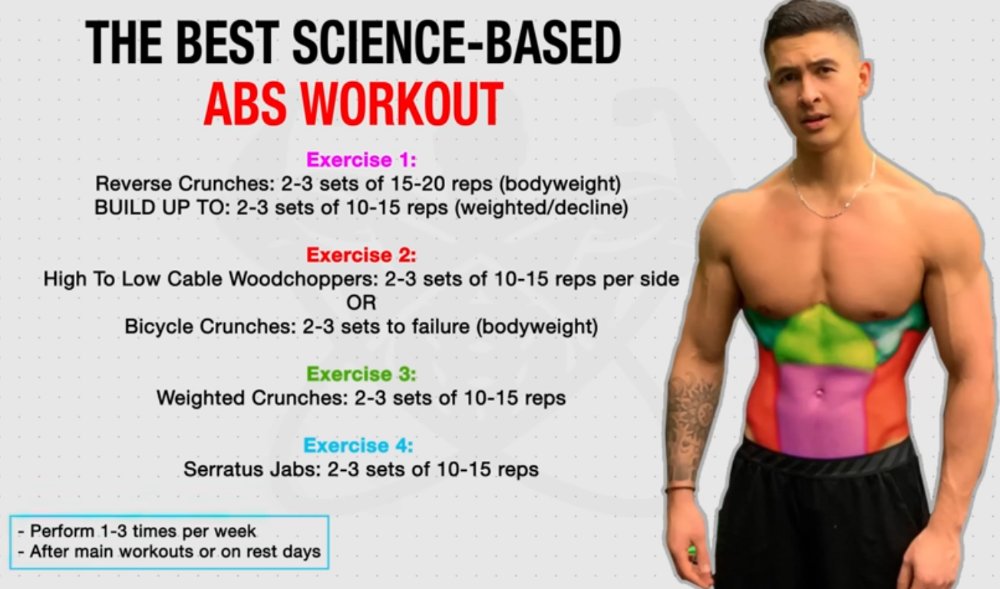 THE BEST SCIENCE-BASED
ABS WORKOUT
Exercise 1:
Reverse Crunches: 2-3 sets of 15-20 reps (bodyweight)
BUILD UP TO: 2-3 sets of 10-15 reps (weighted/decline)
Exercise 2:
High To Low Cable Woodchoppers: 2-3 sets of 10-15 reps per side
OR
Bicycle Crunches: 2-3 sets to failure (bodyweight)
Exercise 3:
Weighted Crunches: 2-3 sets of 10-15 reps
Exercise 4:
Serratus Jabs: 2-3 sets of 10-15 reps
- Perform 1-3 times per week
- After main workouts or on rest days